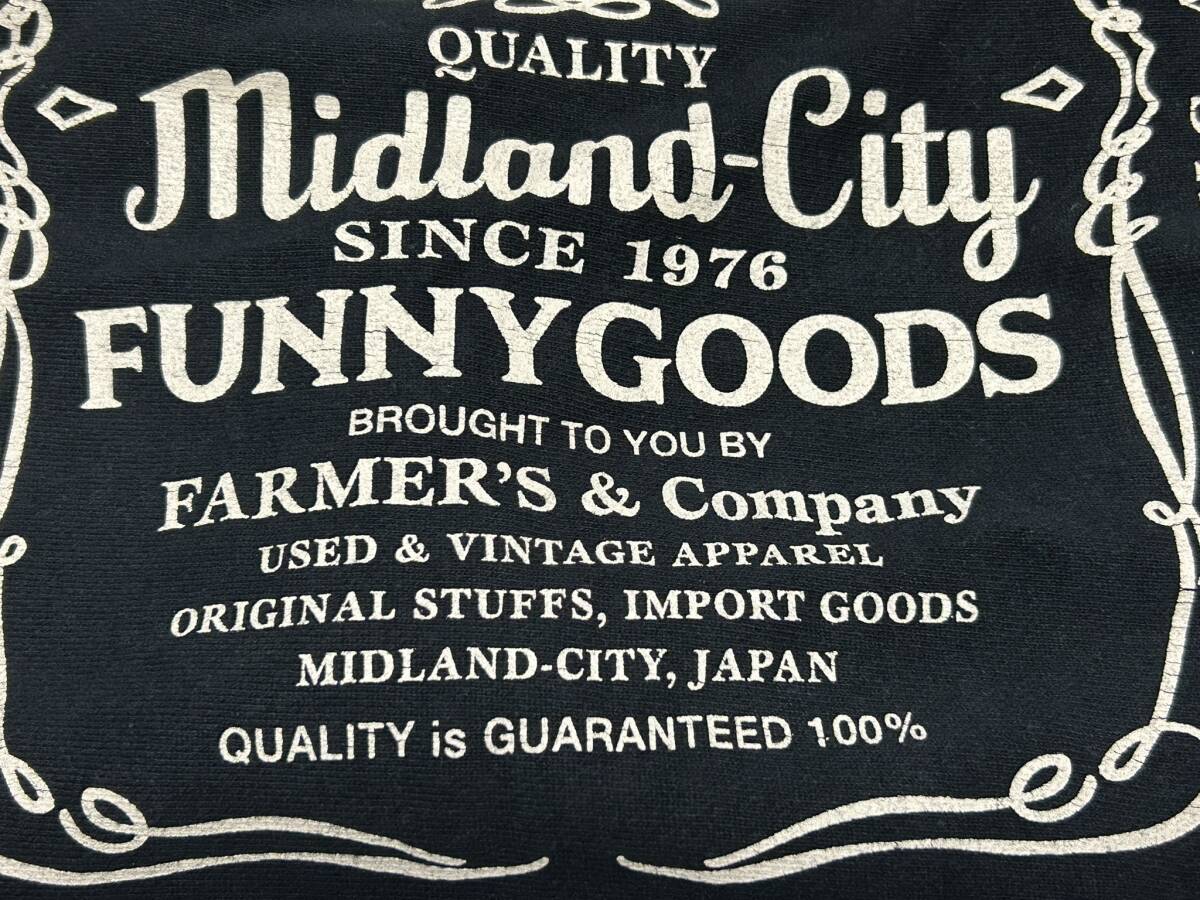 QUALITY
Midland-City
SINCE 1976
FUNNYGOODS
BROUGHT TO YOU BY
FARMER'S & Company
USED & VINTAGE APPAREL
ORIGINAL STUFFS, IMPORT GOODS
MIDLAND-CITY, JAPAN
QUALITY is GUARANTEED 100%